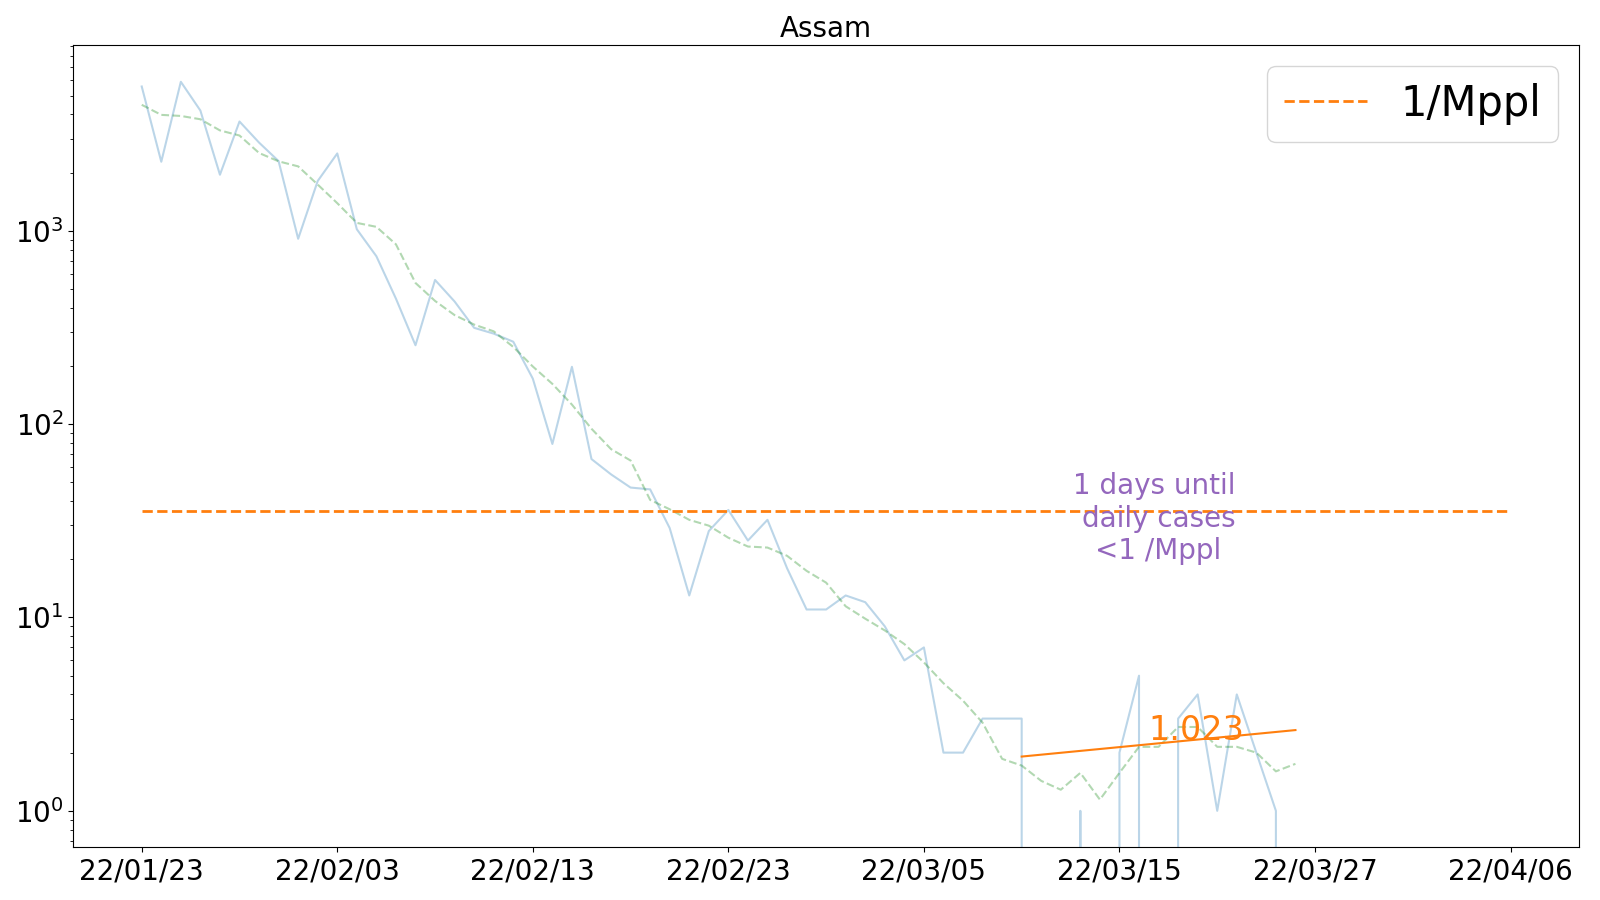 Assam
1/Mppl
10³
10²
1 days until
daily cases
<1 /Mppl
10¹
1.023
10⁰
22/01/23 22/02/03 22/02/13 22/02/23 22/03/05 22/03/15 22/03/27 22/04/06